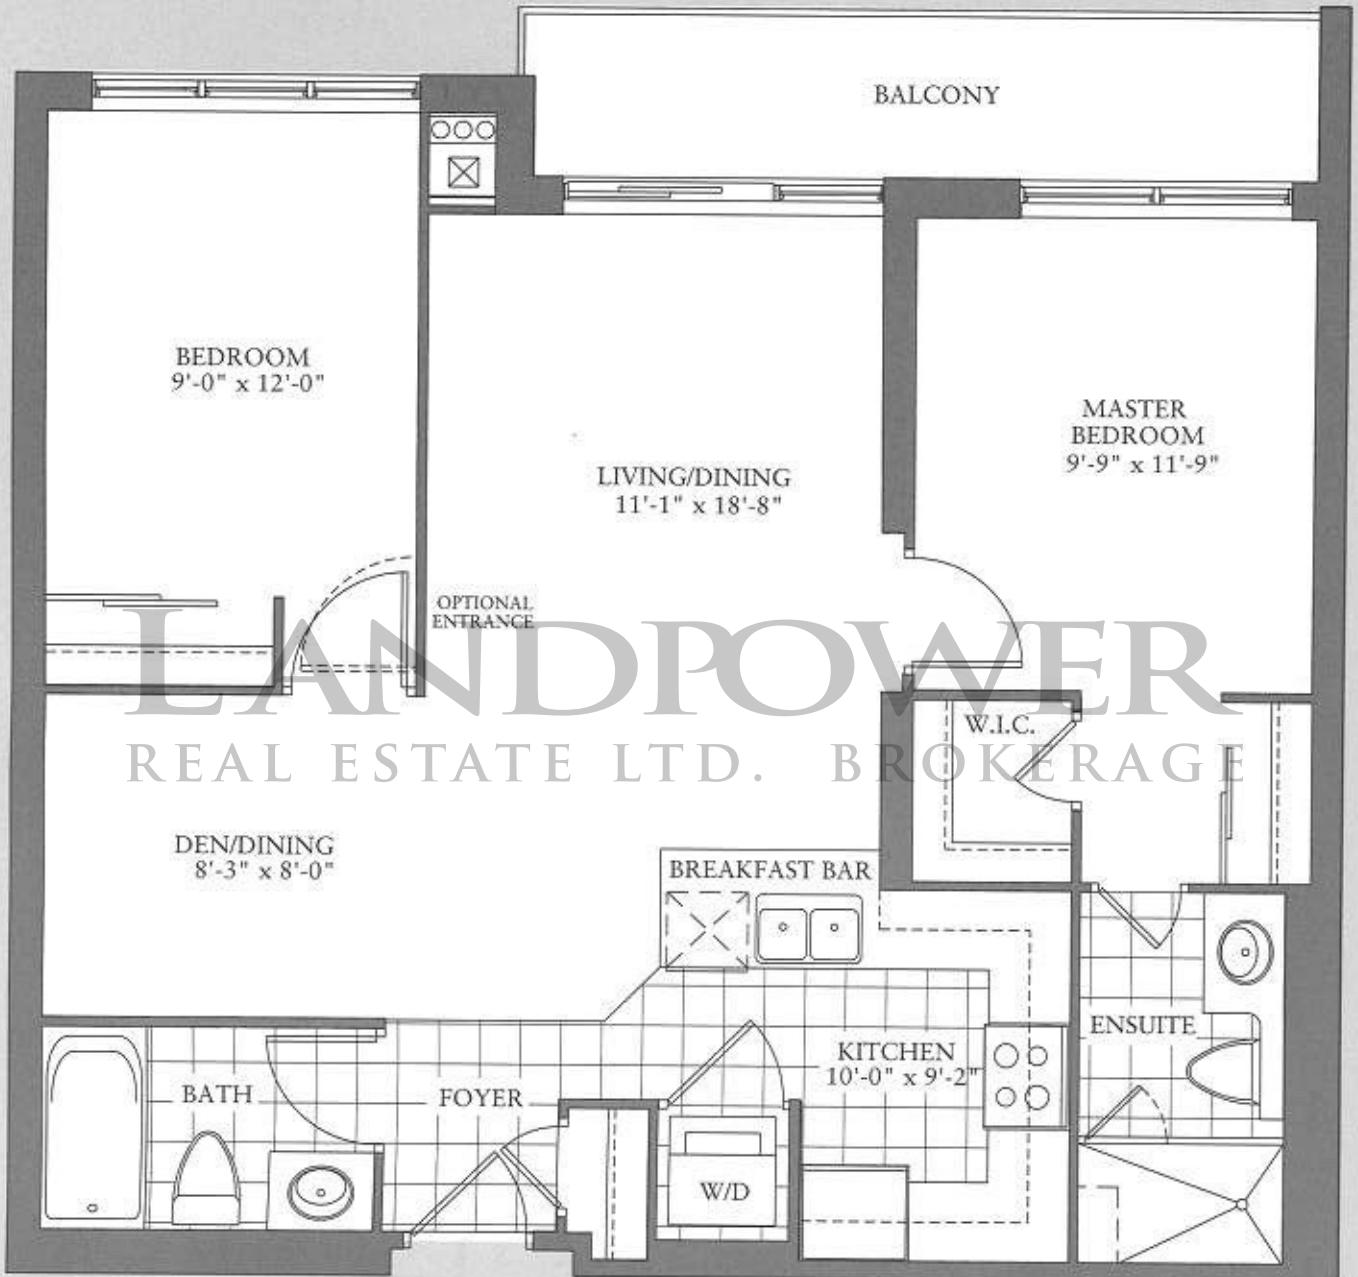 BALCONY
BEDROOM
9'-0" x 12'-0"
MASTER
BEDROOM
9'-9" x 11'-9"
LIVING/DINING
11'-1" x 18'-8"
OPTIONAL
ENTRANCE
LANDPOWER
REAL ESTATE LTD. BROKERAGE
W.I.C.
DEN/DINING
8'-3" x 8'-0"
BREAKFAST BAR
ENSUITE
KITCHEN
10'-0" x 9'-2"
BATH
FOYER
W/D